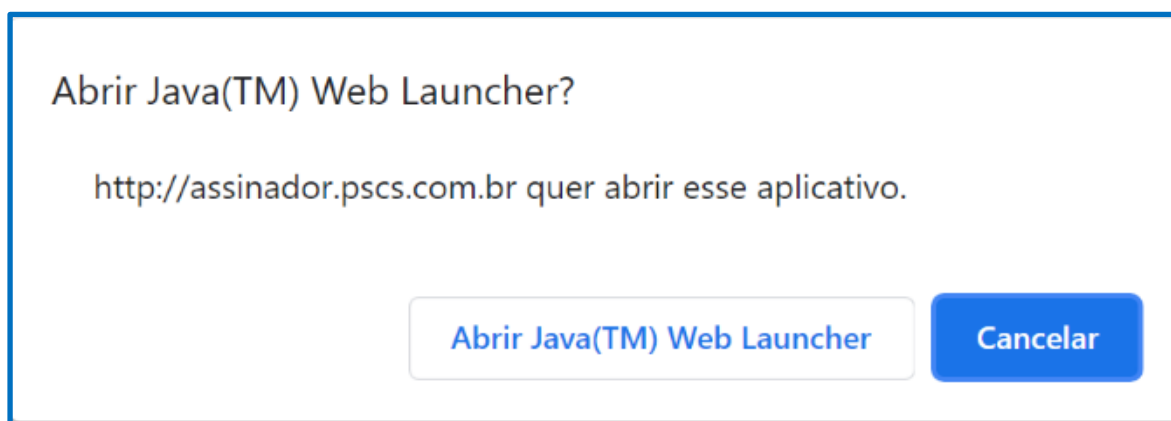 Abrir Java(TM) Web Launcher?
http://assinador.pscs.com.br quer abrir esse aplicativo.
Abrir Java(TM) Web Launcher
Cancelar